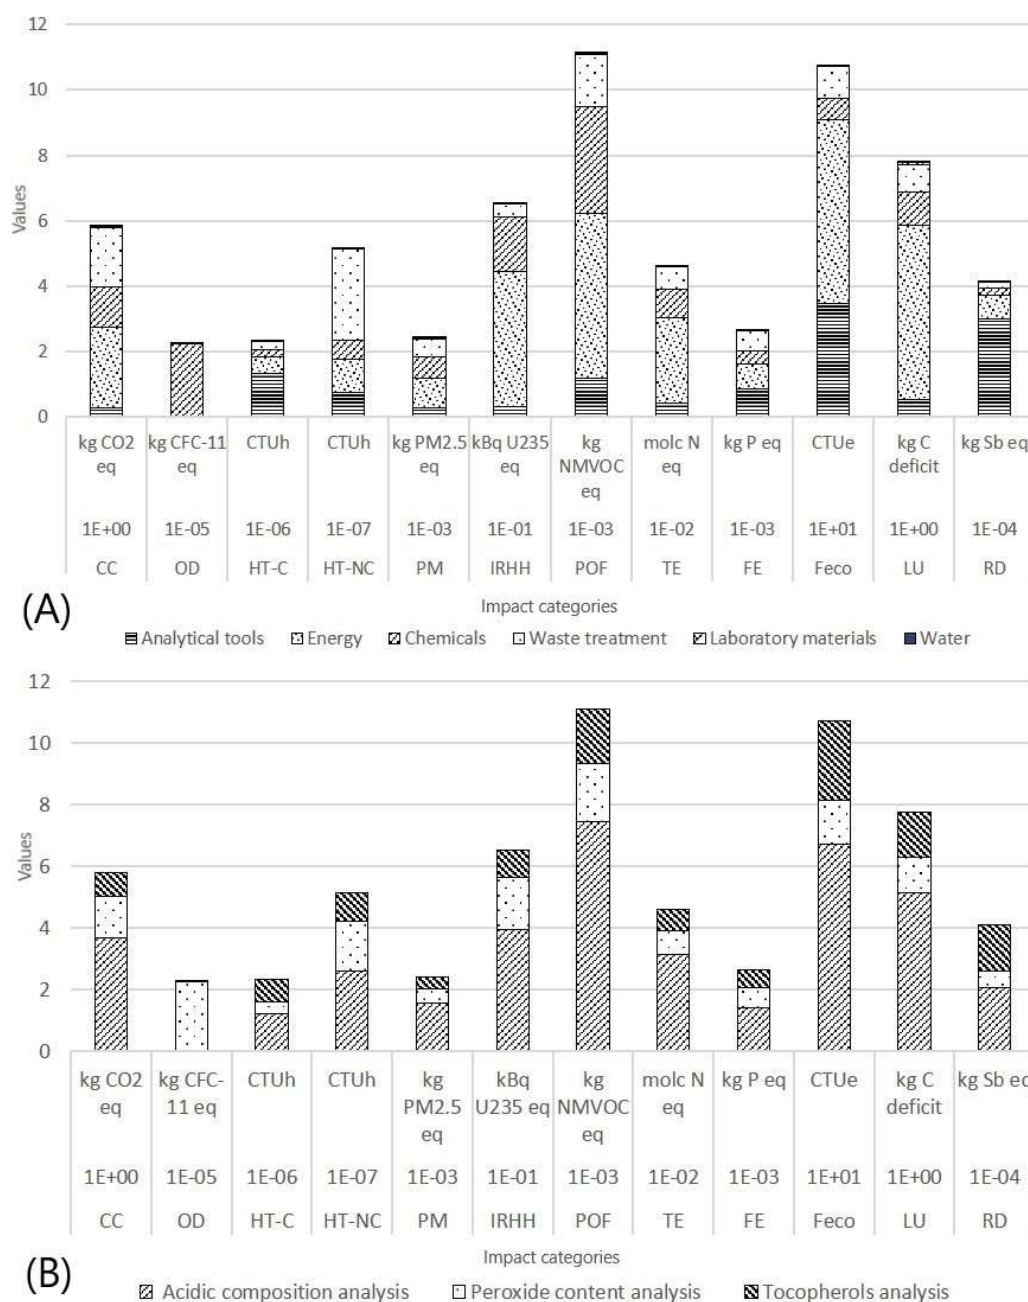 12
10
8
6
4
2
0
Values
kg CO2 eq
kg CFC-11 eq
CTUh
CTUh
kg PM2.5 eq
kBq U235 eq
kg NMVOC eq
molc N eq
kg P eq
CTUe
kg C deficit
kg Sb eq
1E+00 1E-05 1E-06 1E-07 1E-03 1E-01 1E-03 1E-02 1E-03 1E+01 1E+00 1E-04
CC OD HT-C HT-NC PM IRHH POF TE FE Feco LU RD
(A)
Impact categories
Analytical tools Energy Chemicals Waste treatment Laboratory materials Water
12
10
8
6
4
2
0
Values
kg CO2 eq
kg CFC-11 eq
CTUh
CTUh
kg PM2.5 eq
kBq U235 eq
kg NMVOC eq
molc N eq
kg P eq
CTUe
kg C deficit
kg Sb eq
1E+00 1E-05 1E-06 1E-07 1E-03 1E-01 1E-03 1E-02 1E-03 1E+01 1E+00 1E-04
CC OD HT-C HT-NC PM IRHH POF TE FE Feco LU RD
Impact categories
(B)
Acidic composition analysis Peroxide content analysis Tocopherols analysis